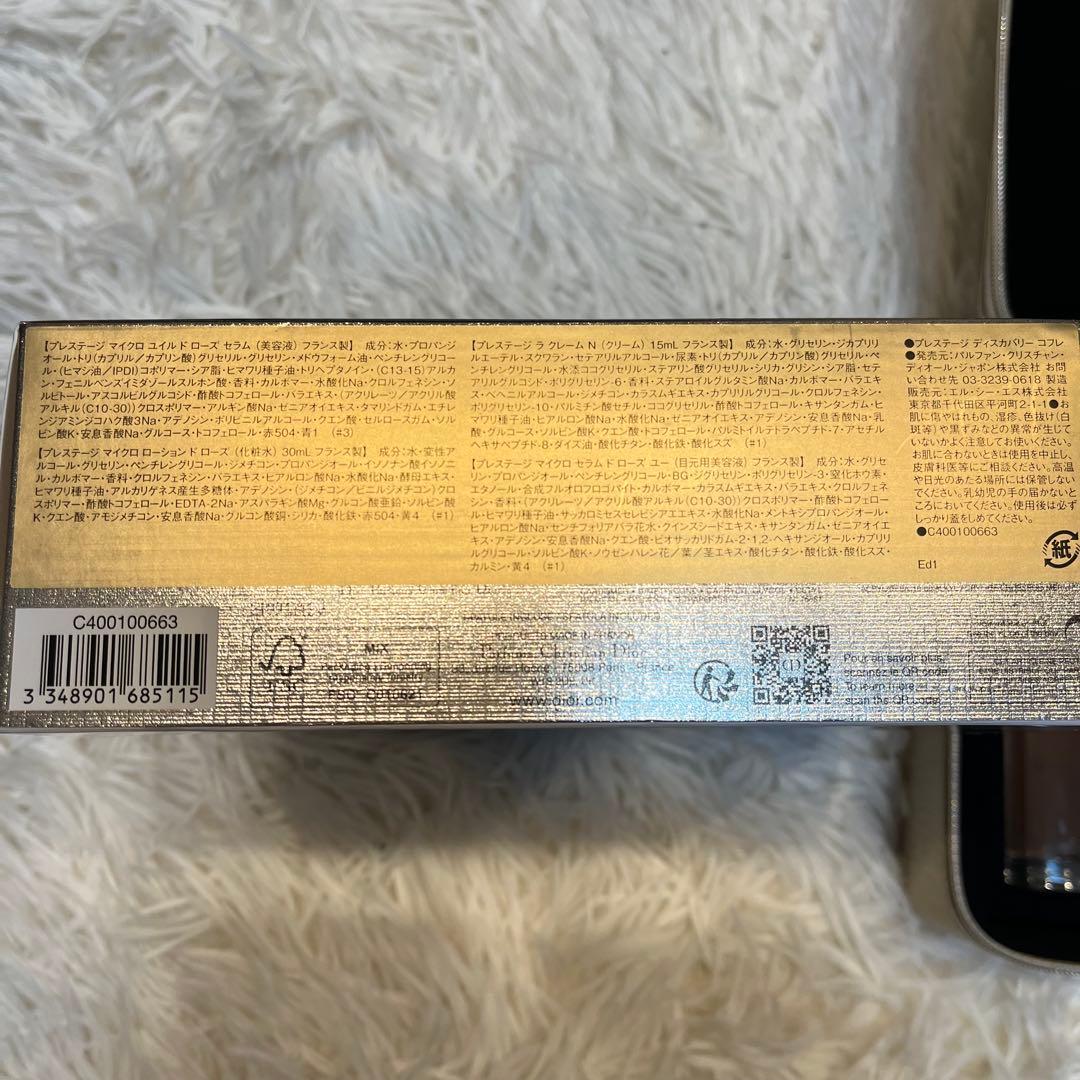 【プレステージ マイクロ ユイル ド ローズ セラム (美容液) フランス製】 成分:水・プロパンジ
オール・トリ(カプリル/カプリン酸)グリセリル・グリセリン・メドウフォーム油・ペンチレングリコー
ル・(ヒマシ油/IPDI)コポリマー・シア脂・ヒマワリ種子油・トリヘプタノイン・(C13-15)アルカ
ン・フェニルベンズイミダゾールスルホン酸・香料・カルボマー・水酸化Na・クロルフェネシン・
ソルビトール・アスコルビルグルコシド・酢酸トコフェロール・バラエキス・(アクリレーツ/アクリル酸
アルキル(C10-30))クロスポリマー・アルギン酸Na・ゼニアオイエキス・タマリンドガム・エチレ
ンジアミンジコハク酸3Na・アデノシン・ポリビニルアルコール・クエン酸・セルロースガム・ソル
ビン酸K・安息香酸Na・グルコース・トコフェロール・赤504・青1 (#3)
【プレステージ マイクロ ローション ド ローズ (化粧水) 30mL フランス製】 成分:水・変性ア
ルコール・グリセリン・ペンチレングリコール・ジメチコン・プロパンジオール・イソノナン酸イソノニ
ル・カルボマー・香料・クロルフェネシン・バラエキス・ヒアルロン酸Na・水酸化Na・酵母エキス・
ヒマワリ種子油・アルカリゲネス産生多糖体・アデノシン・(ジメチコン/ビニルジメチコン)クロ
スポリマー・酢酸トコフェロール・EDTA-2Na・アスパラギン酸Mg・グルコン酸亜鉛・ソルビン酸
K・クエン酸・アモジメチコン・安息香酸Na・グルコン酸銅・シリカ・酸化鉄・赤504・黄4 (#1)
【プレステージ ラ クレーム N (クリーム) 15mL フランス製】 成分:水・グリセリン・ジカプリリ
ルエーテル・スクワラン・セテアリルアルコール・尿素・トリ(カプリル/カプリン酸)グリセリル・ペ
ンチレングリコール・水添ココグリセリル・ステアリン酸グリセリル・シリカ・グリシン・シア脂・セテ
アリルグルコシド・ポリグリセリン-6・香料・ステアロイルグルタミン酸Na・カルボマー・バラエキ
ス・ベヘニルアルコール・ジメチコン・カラスムギエキス・カプリリルグリコール・クロルフェネシン・
ポリグリセリン-10・パルミチン酸セチル・ココグリセリル・酢酸トコフェロール・キサンタンガム・ヒ
マワリ種子油・ヒアルロン酸Na・水酸化Na・ゼニアオイエキス・アデノシン・安息香酸Na・乳
酸・グルコース・ソルビン酸K・クエン酸・トコフェロール・パルミトイルテトラペプチド-7・アセチル
ヘキサペプチド-8・ダイズ油・酸化チタン・酸化鉄・酸化スズ (#1)
【プレステージ マイクロ セラム ド ローズ ユー (目元用美容液) フランス製】 成分:水・グリセ
リン・プロパンジオール・ペンチレングリコール・BG・ジグリセリン・ポリグリセリン-3・窒化ホウ素・
エタノール・合成フルオロフロゴパイト・カルボマー・カラスムギエキス・バラエキス・クロルフェネ
シン・香料・(アクリレーツ/アクリル酸アルキル(C10-30))クロスポリマー・酢酸トコフェロー
ル・ヒマワリ種子油・サッカロミセスセレビシアエエキス・水酸化Na・メントキシプロパンジオール・
ヒアルロン酸Na・センチフォリアバラ花水・クインスシードエキス・キサンタンガム・ゼニアオイエ
キス・アデノシン・安息香酸Na・クエン酸・ビオサッカリドガム-2・1,2-ヘキサンジオール・カプリリ
ルグリコール・ソルビン酸K・ノウゼンハレン花/葉/茎エキス・酸化チタン・酸化鉄・酸化スズ・
カルミン・黄4 (#1)
●プレステージ ディスカバリー コフレ
●発売元:パルファン・クリスチャン・
ディオール・ジャポン株式会社 お問
い合わせ先 03-3239-0618 製造
販売元:エル・シー・エス株式会社
東京都千代田区平河町2-1-1●お
肌に傷やはれもの、湿疹、色抜け(白
斑等)や黒ずみなどの異常が生じて
いないかよく注意してお使いください。
お肌に合わないときは使用を中止し、
皮膚科医等にご相談ください。高温
や日光のあたる場所には保管しない
でください。乳幼児の手の届かないと
ころにおいてください。使用後は必ず
しっかり蓋をしめてください。
●C400100663
Ed1
紙
C400100663
3 348901 685115
FSC
MIX
Parfums Christian Dior
75008 Paris - France
www.dior.com
Pour en savoir plus,
scannez le QR code
To learn more,
scan the QR code